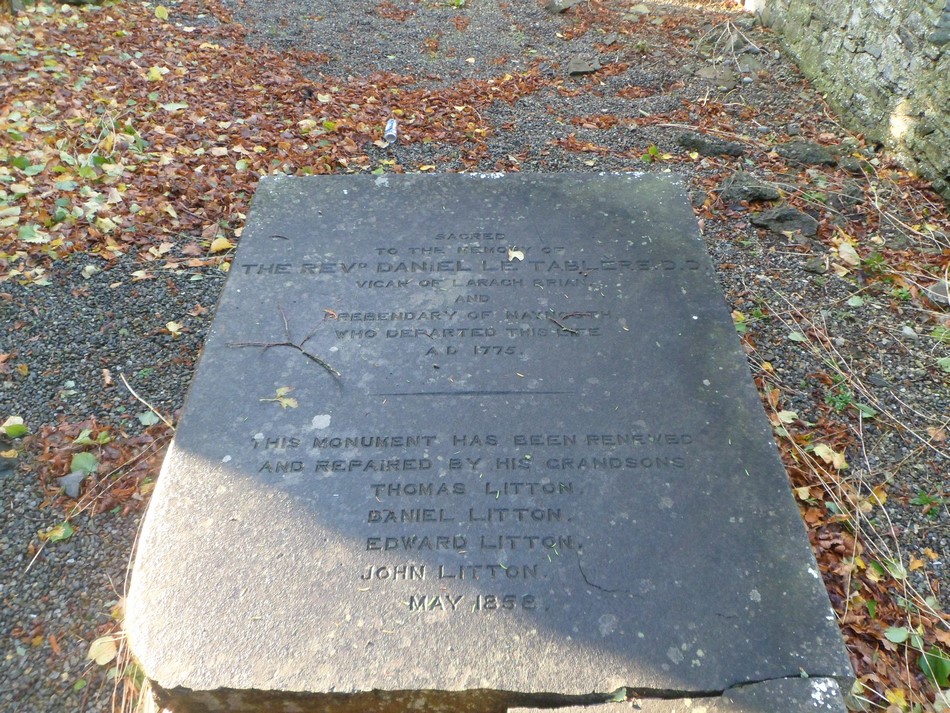 SACRED
TO THE MEMORY OF
THE REVD DANIEL LE TABLERE. D.D.
VICAR OF LARAGH BRIAN,
AND
PREBENDARY OF MAYNOOTH
WHO DEPARTED THIS LIFE
A.D. 1775.
THIS MONUMENT HAS BEEN RENEWED
AND REPAIRED BY HIS GRANDSONS
THOMAS LITTON,
DANIEL LITTON,
EDWARD LITTON,
JOHN LITTON.
MAY 1858.